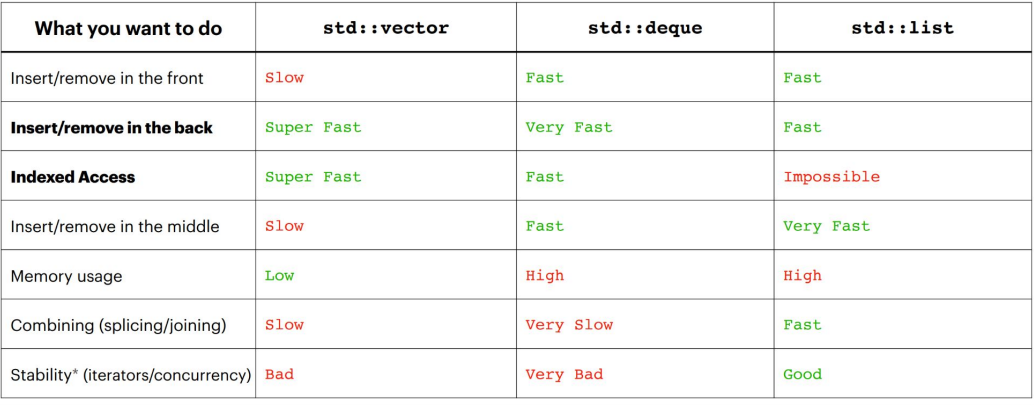 What you want to do std::vector std::deque std::list
Insert/remove in the front Slow Fast Fast
Insert/remove in the back Super Fast Very Fast Fast
Indexed Access Super Fast Fast Impossible
Insert/remove in the middle Slow Fast Very Fast
Memory usage Low High High
Combining (splicing/joining) Slow Very Slow Fast
Stability* (iterators/concurrency) Bad Very Bad Good